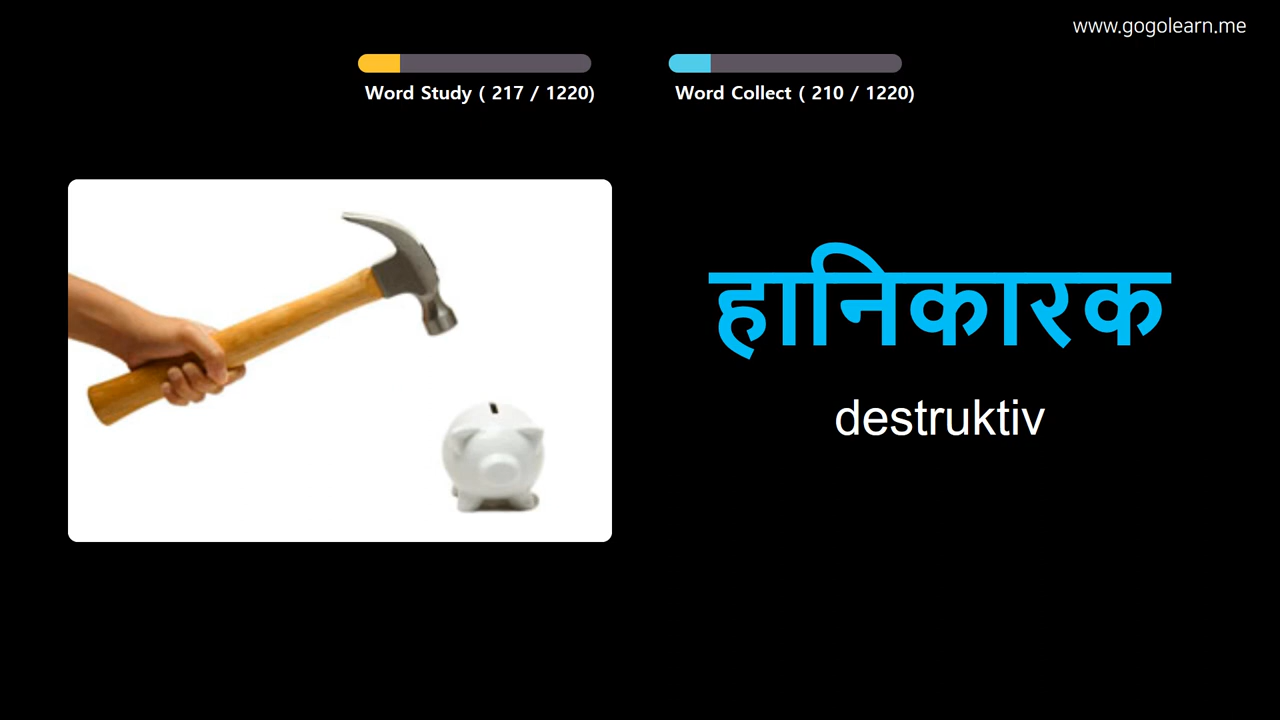 www.gogolearn.me
Word Study ( 217 / 1220)
Word Collect ( 210 / 1220)
हानिकारक
destruktiv